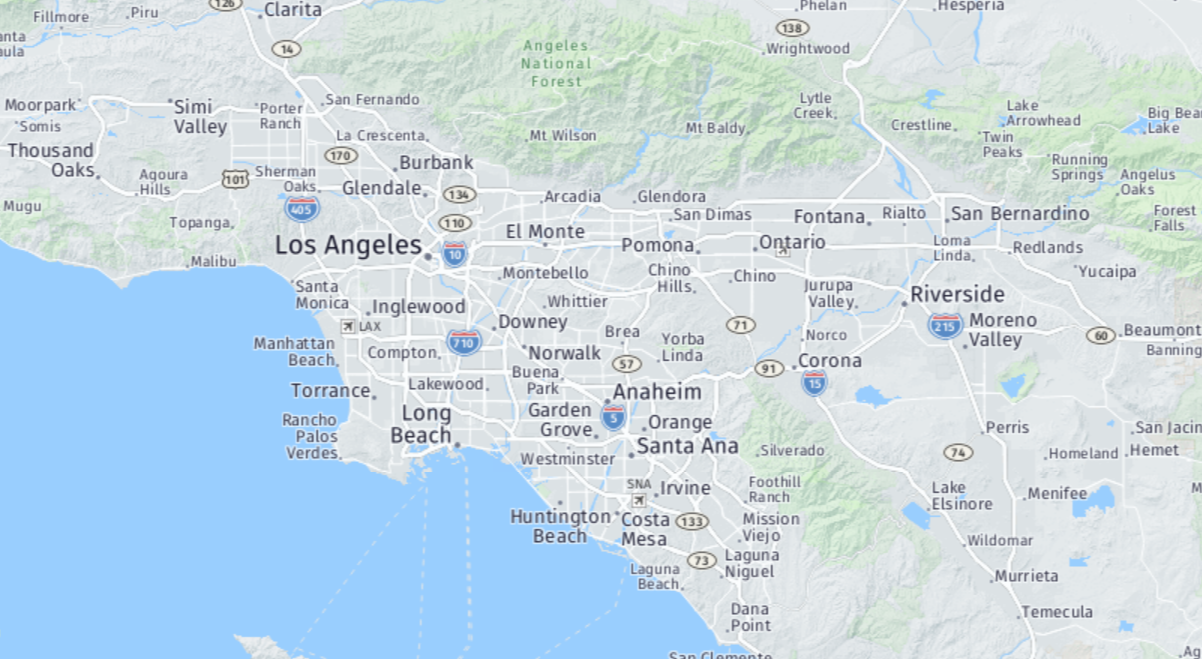 126
Fillmore
Piru
Clarita
Phelan
Hesperia
138
anta
aula
14
Angeles
National
Forest
Wrightwood
Moorpark
Simi
Valley
Porter
Ranch
San Fernando
Lytle
Creek
Lake
Arrowhead
Big Bea
Lake
Somis
La Crescenta
Mt Wilson
Mt Baldy
Crestline
Twin
Peaks
Thousand
Oaks
170
Burbank
Running
Springs
Agoura
Hills
101
Sherman
Oaks
Glendale
134
Arcadia
Glendora
Angelus
Oaks
Mugu
405
Topanga
110
San Dimas
Fontana
Rialto
San Bernardino
Forest
Falls
Los Angeles
10
El Monte
Pomona
Ontario
Loma
Linda
Redlands
Malibu
Montebello
Chino
Hills
Chino
Yucaipa
Santa
Monica
Whittier
Jurupa
Valley
Riverside
Inglewood
LAX
Downey
Brea
71
215
Moreno
Valley
60
Beaumont
Banning
Manhattan
Beach
Compton
710
Norwalk
Yorba
Linda
Norco
57
91
Corona
15
Torrance
Lakewood
Buena
Park
Anaheim
5
Rancho
Palos
Verdes
Long
Beach
Garden
Grove
Orange
Santa Ana
Perris
San Jacin
Westminster
Silverado
74
Homeland
Hemet
SNA
Irvine
Foothill
Ranch
Lake
Elsinore
Menifee
M
Huntington
Beach
Costa
Mesa
133
Mission
Viejo
Wildomar
73
Laguna
Niguel
Laguna
Beach
Murrieta
Dana
Point
Temecula
San Clemente
Ag